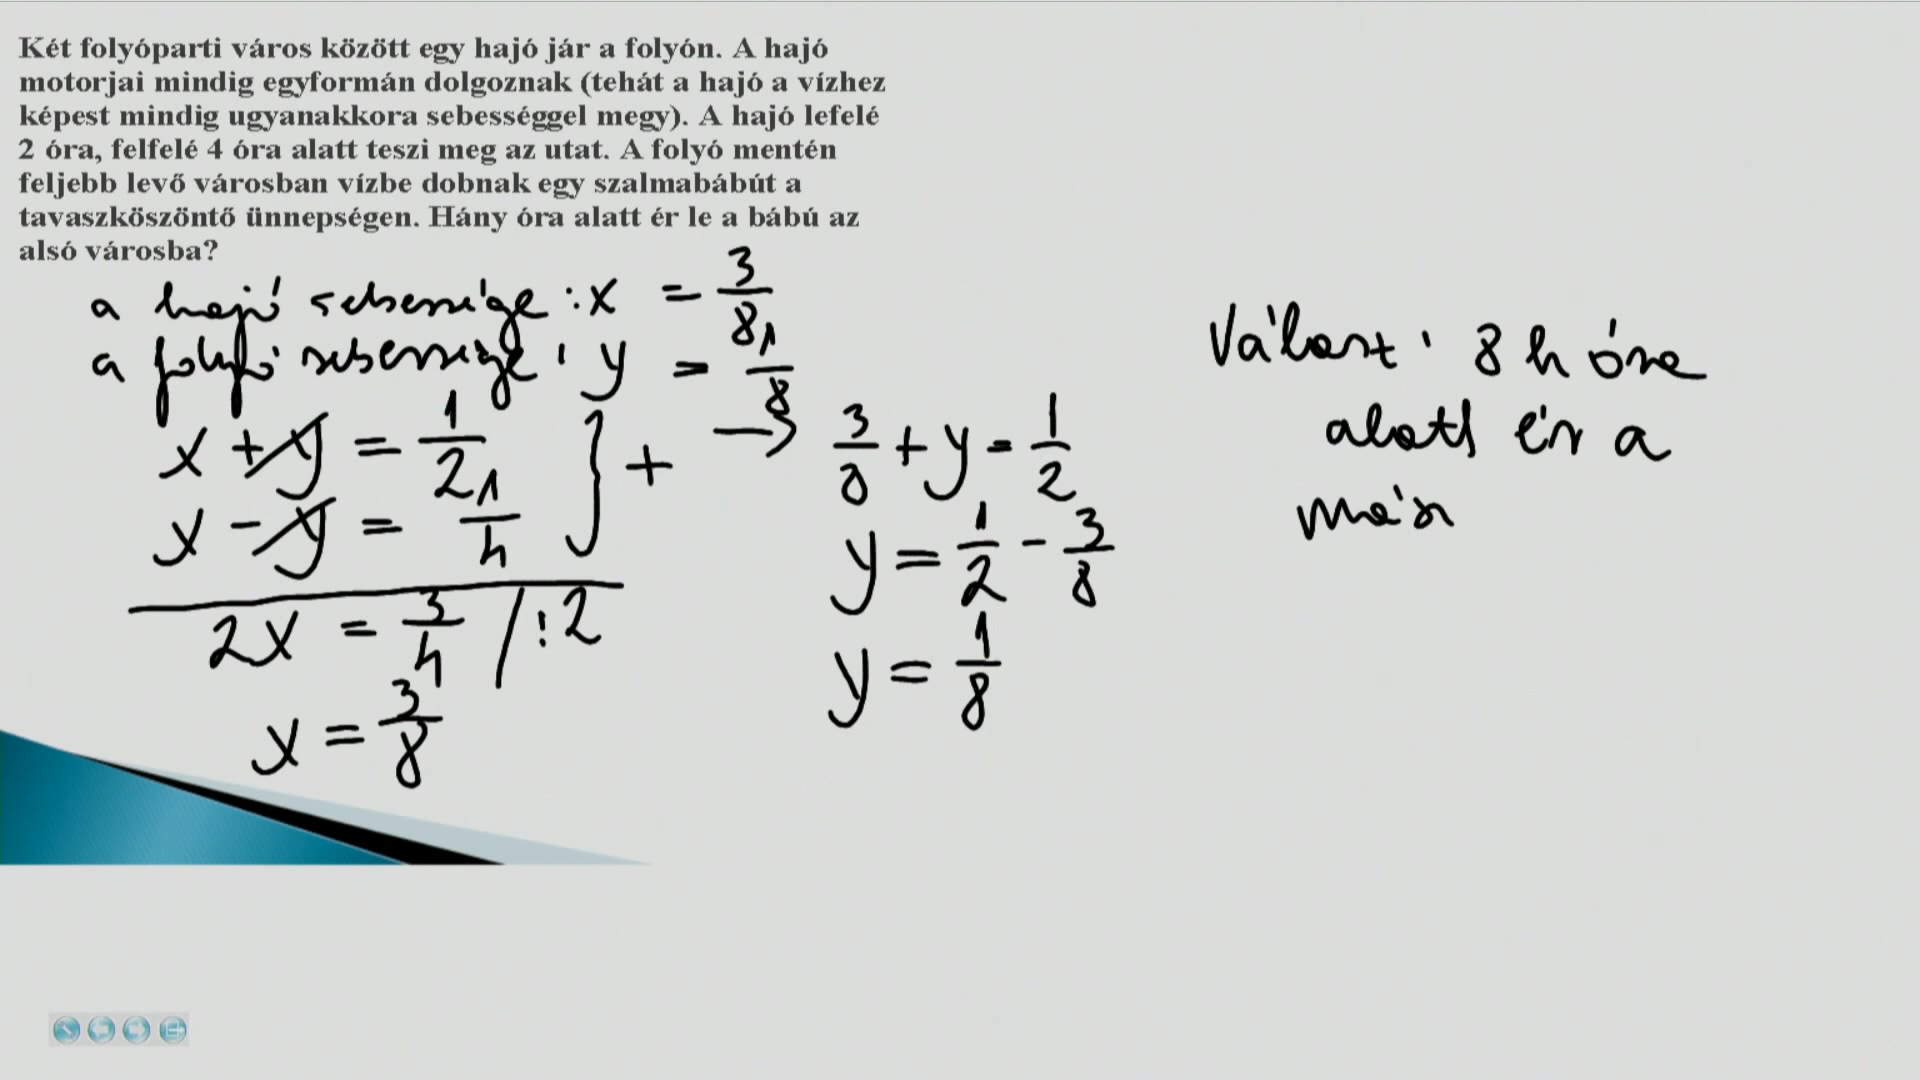 Két folyóparti város között egy hajó jár a folyón. A hajó
motorjai mindig egyformán dolgoznak (tehát a hajó a vízhez
képest mindig ugyanakkora sebességgel megy). A hajó lefelé
2 óra, felfelé 4 óra alatt teszi meg az utat. A folyó mentén
feljebb levő városban vízbe dobnak egy szalmabábút a
tavaszköszöntő ünnepségen. Hány óra alatt ér le a bábú az
alsó városba?
a hajó sebessége : x = 3/8
a folyó sebessége : y = 1/8
x + y = 1/2
x - y = 1/4 } +
2x = 3/4 / : 2
x = 3/8
→ 3/8 + y = 1/2
y = 1/2 - 3/8
y = 1/8
Válasz : 8 h óra
alatt ér a